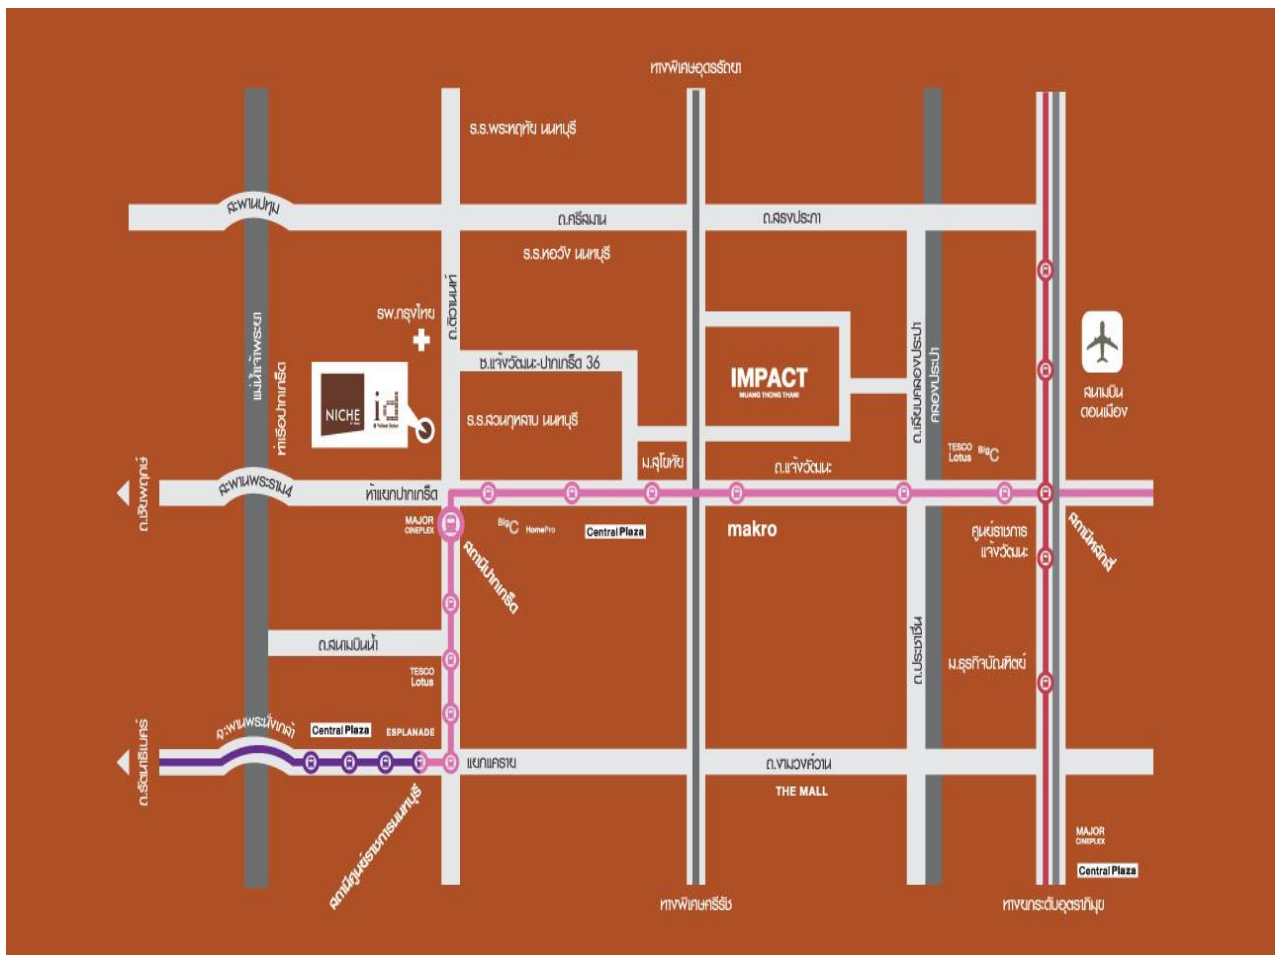 ทางพิเศษอุดรรัถยา
ร.ร.พระหฤทัย นนทบุรี
สะพานปทุม
ถ.ศรีสมาน
ถ.สรงประภา
ร.ร.หอวัง นนทบุรี
ถ.ติวานนท์
รพ.กรุงไทย
แม่น้ำเจ้าพระยา
ท่าเรือปากเกร็ด
ซ.แจ้งวัฒนะ-ปากเกร็ด 36
NICHE
id
IMPACT
MUANG THONG THANI
ถ.เลียบคลองประปา
คลองประปา
สนามบิน
ดอนเมือง
ร.ร.สวนกุหลาบ นนทบุรี
ม.สุโขทัย
ถ.แจ้งวัฒนะ
TESCO
Lotus
BigC
ถ.ชัยพฤกษ์
สะพานพระราม4
ห้าแยกปากเกร็ด
MAJOR
CINEPLEX
BigC
HomePro
CentralPlaza
makro
ศูนย์ราชการ
แจ้งวัฒนะ
สถานีหลักสี่
สถานีปากเกร็ด
ถ.สนามบินน้ำ
TESCO
Lotus
ถ.ประชาชื่น
ม.ธุรกิจบัณฑิตย์
สะพานพระนั่งเกล้า
CentralPlaza
ESPLANADE
ถ.รัตนาธิเบศร์
แยกแคราย
ถ.งามวงศ์วาน
THE MALL
สถานีศูนย์ราชการนนทบุรี
MAJOR
CINEPLEX
CentralPlaza
ทางพิเศษศรีรัช
ทางยกระดับอุตราภิมุข